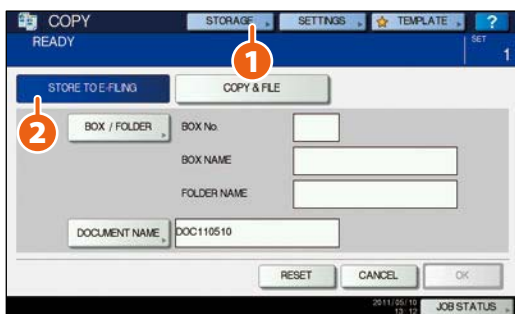 COPY STORAGE SETTINGS TEMPLATE ?
READY SET
1
1
STORE TO E-FILING COPY & FILE
2
BOX / FOLDER BOX No.
BOX NAME
FOLDER NAME
DOCUMENT NAME DOC110510
RESET CANCEL OK
2011/05/10
13:12 JOB STATUS